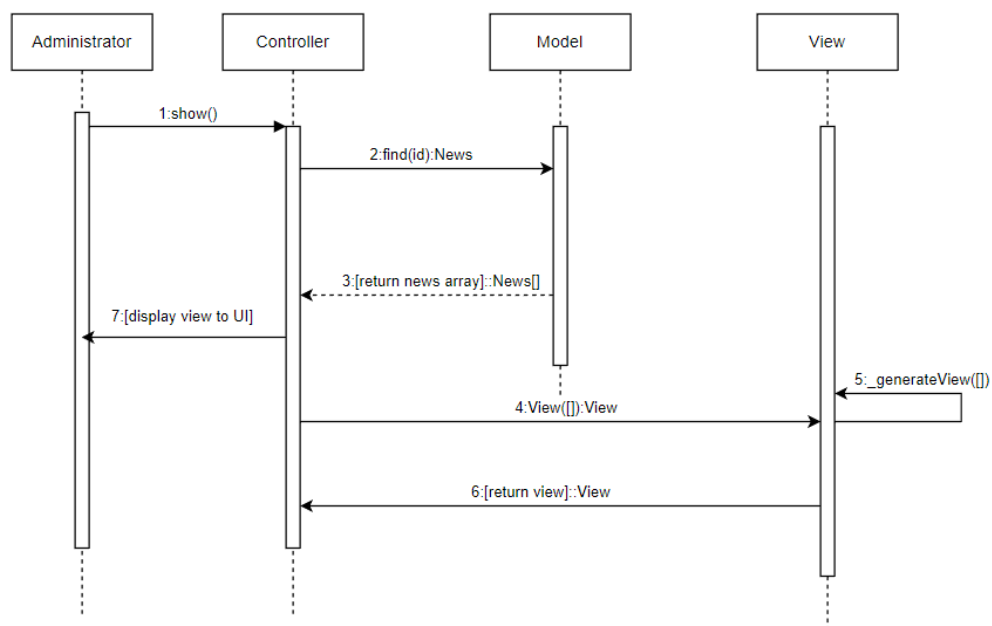 Administrator
Controller
Model
View
1:show()
2:find(id):News
3:[return news array]::News[]
7:[display view to UI]
5:_generateView([])
4:View([]):View
6:[return view]::View